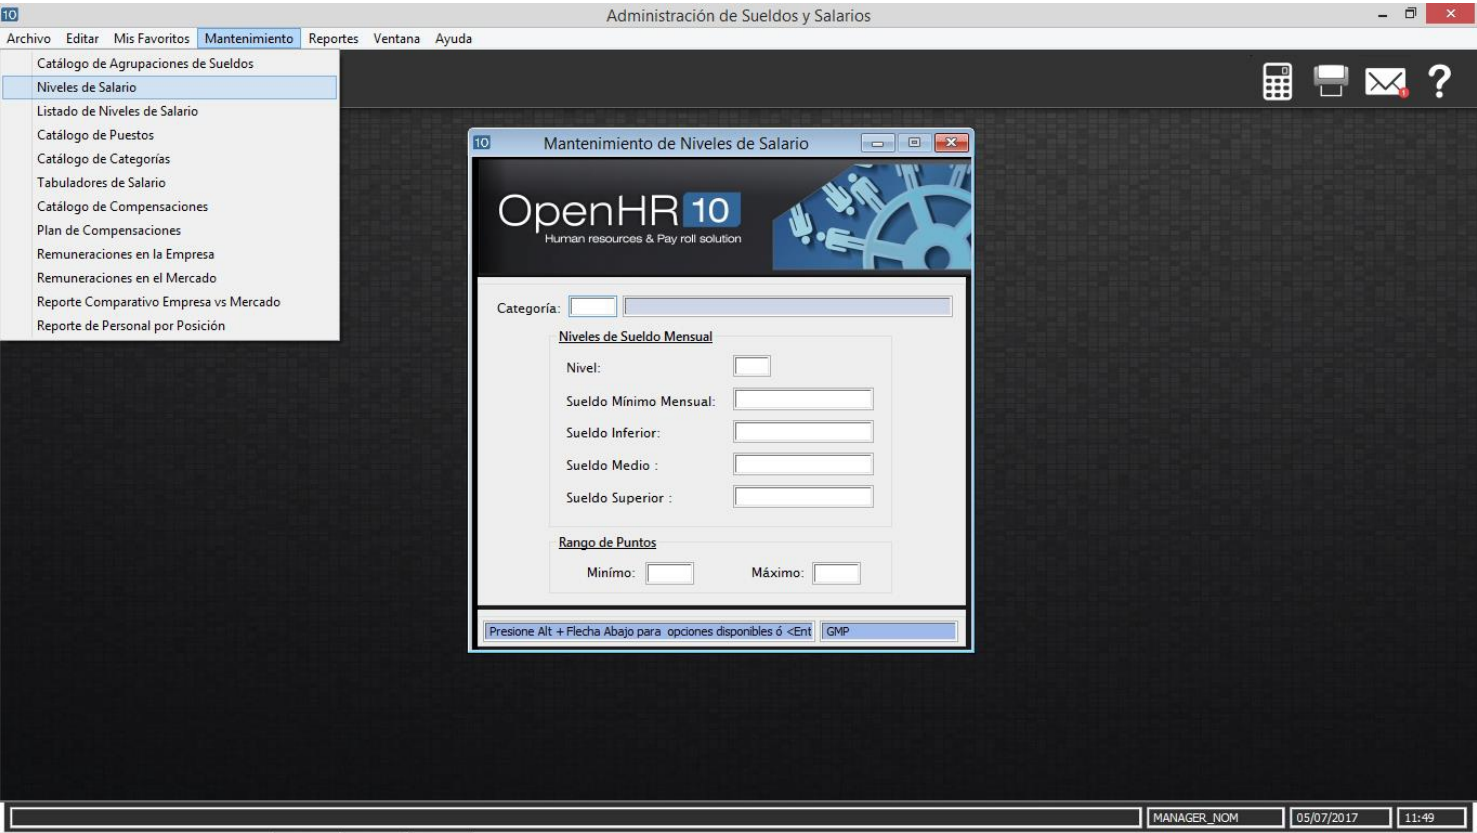 10 Administración de Sueldos y Salarios
Archivo Editar Mis Favoritos Mantenimiento Reportes Ventana Ayuda
Catálogo de Agrupaciones de Sueldos
Niveles de Salario
Listado de Niveles de Salario
Catálogo de Puestos
Catálogo de Categorías
Tabuladores de Salario
Catálogo de Compensaciones
Plan de Compensaciones
Remuneraciones en la Empresa
Remuneraciones en el Mercado
Reporte Comparativo Empresa vs Mercado
Reporte de Personal por Posición
?
1
10 Mantenimiento de Niveles de Salario
OpenHR 10
Human resources & Pay roll solution
Categoría:
Niveles de Sueldo Mensual
Nivel:
Sueldo Mínimo Mensual:
Sueldo Inferior:
Sueldo Medio :
Sueldo Superior :
Rango de Puntos
Minímo: Máximo:
Presione Alt + Flecha Abajo para opciones disponibles ó <Ent GMP
MANAGER_NOM 05/07/2017 11:49